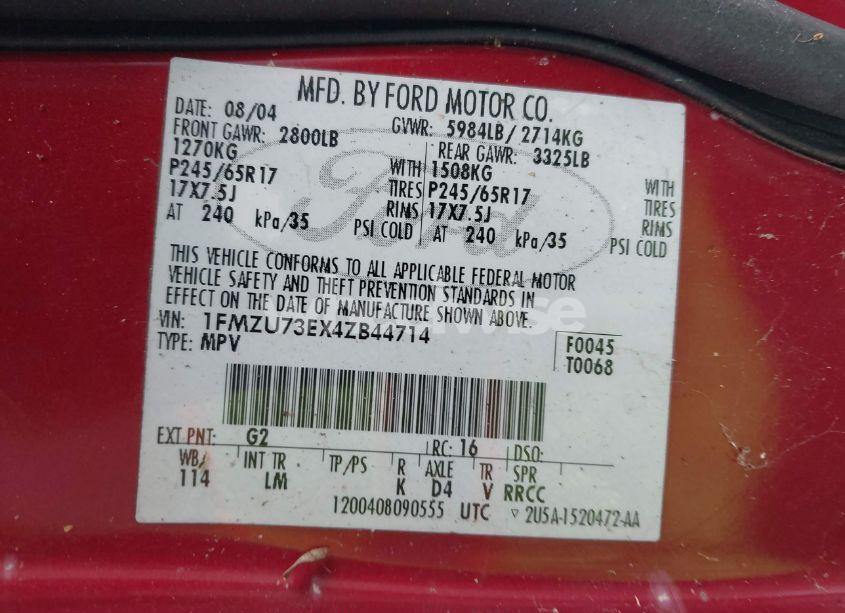 MFD. BY FORD MOTOR CO.
DATE: 08/04 GVWR: 5984LB/ 2714KG
FRONT GAWR: 2800LB REAR GAWR: 3325LB
1270KG WITH 1508KG WITH
P245/65R17 TIRES P245/65R17 TIRES
17X7.5J RIMS 17X7.5J RIMS
AT 240 kPa/35 PSI COLD AT 240 kPa/35 PSI COLD
Ford
THIS VEHICLE CONFORMS TO ALL APPLICABLE FEDERAL MOTOR
VEHICLE SAFETY AND THEFT PREVENTION STANDARDS IN
EFFECT ON THE DATE OF MANUFACTURE SHOWN ABOVE.
VIN: 1FMZU73EX4ZB44714
TYPE: MPV
F0045
T0068
EXT PNT: G2 RC: 16 DSO:
WB INT TR TP/PS R AXLE TR SPR
114 LM K D4 V RRCC
1200408090555 UTC ▽ 2U5A-1520472-AA